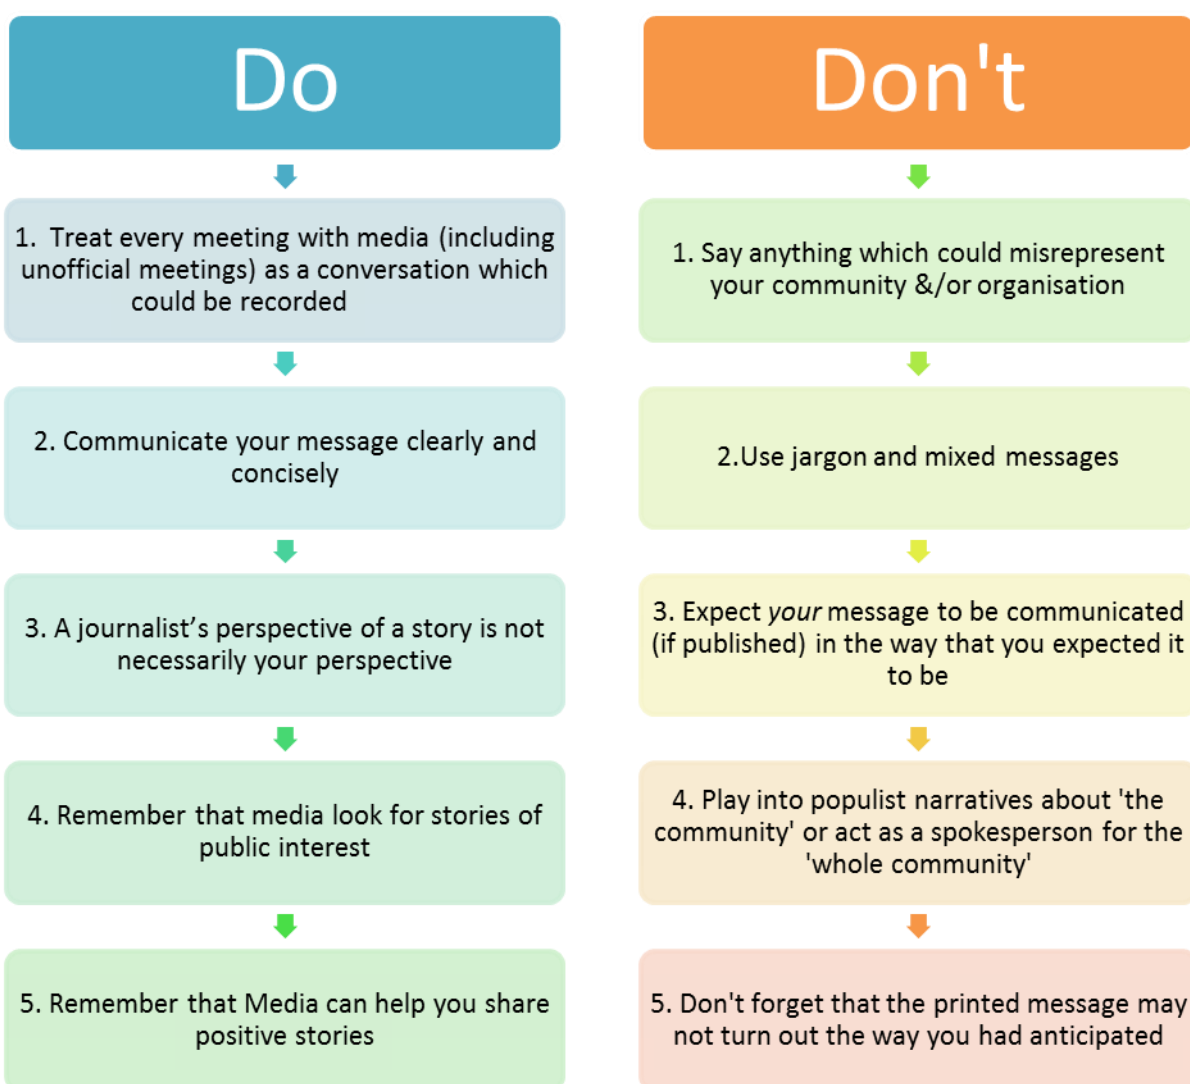 Do
1. Treat every meeting with media (including
unofficial meetings) as a conversation which
could be recorded
2. Communicate your message clearly and
concisely
3. A journalist’s perspective of a story is not
necessarily your perspective
4. Remember that media look for stories of
public interest
5. Remember that Media can help you share
positive stories
Don't
1. Say anything which could misrepresent
your community &/or organisation
2.Use jargon and mixed messages
3. Expect your message to be communicated
(if published) in the way that you expected it
to be
4. Play into populist narratives about 'the
community' or act as a spokesperson for the
'whole community'
5. Don't forget that the printed message may
not turn out the way you had anticipated